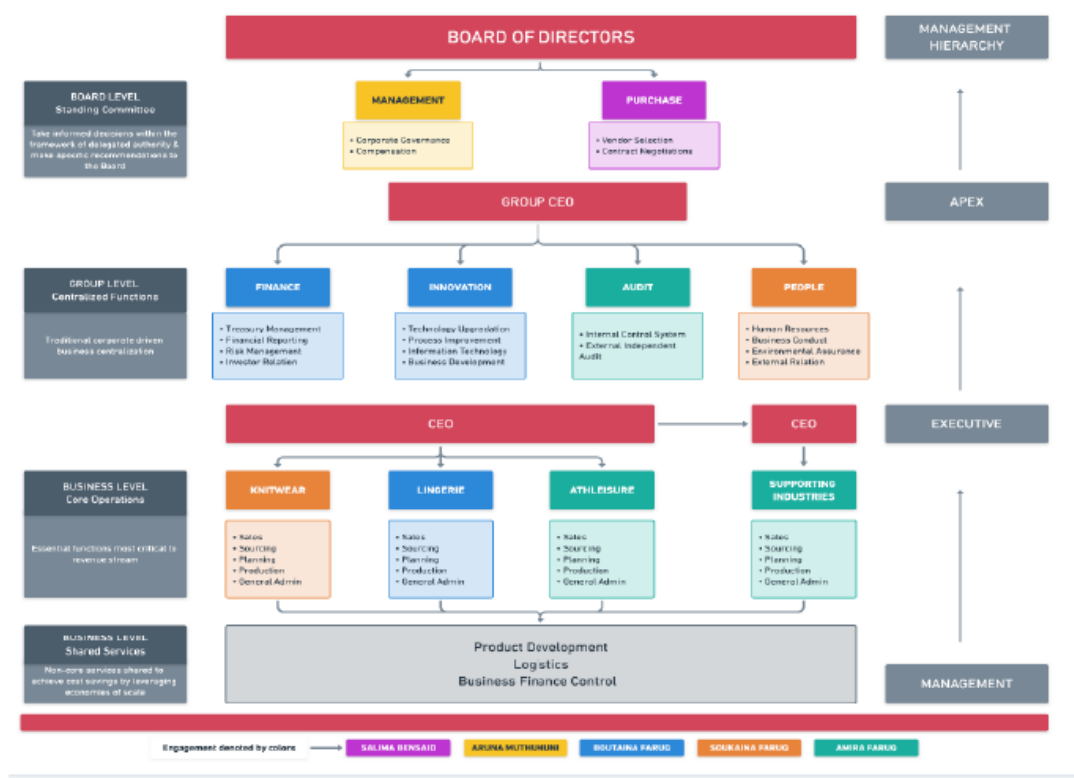 BOARD OF DIRECTORS
MANAGEMENT
HIERARCHY
BOARD LEVEL
Standing Committee
Take informed decisions within the
framework of delegated authority &
make specific recommendations to
the Board
MANAGEMENT
• Corporate Governance
• Compensation
PURCHASE
• Vendor Selection
• Contract Negotiations
GROUP CEO
APEX
GROUP LEVEL
Centralized Functions
Traditional corporate driven
business centralization
FINANCE
• Treasury Management
• Financial Reporting
• Risk Management
• Investor Relation
INNOVATION
• Technology Upgradation
• Process Improvement
• Information Technology
• Business Development
AUDIT
• Internal Control System
• External Independent
Audit
PEOPLE
• Human Resources
• Business Conduct
• Environmental Assurance
• External Relation
CEO
CEO
EXECUTIVE
BUSINESS LEVEL
Core Operations
Essential functions most critical to
revenue stream
KNITWEAR
• Sales
• Sourcing
• Planning
• Production
• General Admin
LINGERIE
• Sales
• Sourcing
• Planning
• Production
• General Admin
ATHLEISURE
• Sales
• Sourcing
• Planning
• Production
• General Admin
SUPPORTING
INDUSTRIES
• Sales
• Sourcing
• Planning
• Production
• General Admin
BUSINESS LEVEL
Shared Services
Non-core services shared to
achieve cost savings by leveraging
economies of scale
Product Development
Logistics
Business Finance Control
MANAGEMENT
Engagement denoted by colors
SALIMA BENSAID
ARUNA
BOUTAINA FARUQ
SOUKAINA FARUQ
AMIRA FARUQ